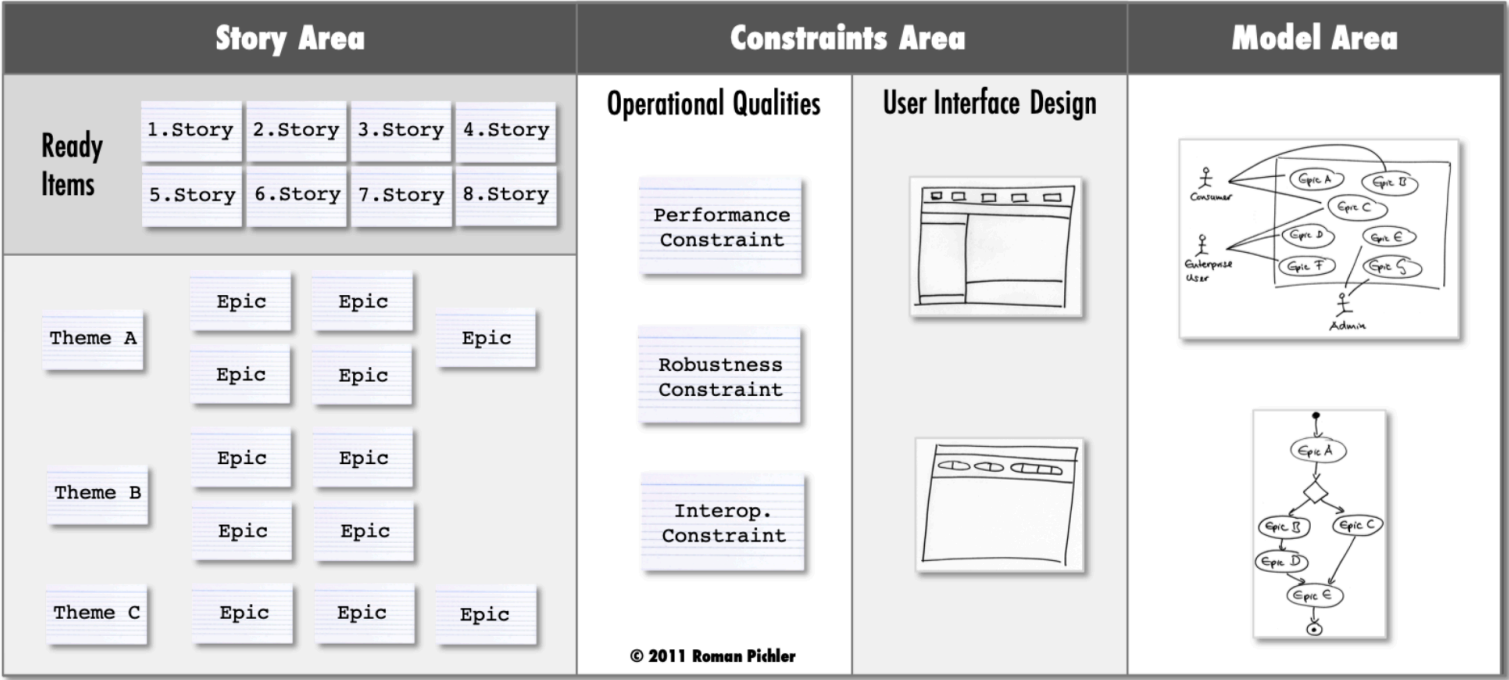 Story Area
Constraints Area
Model Area
Ready
Items
1.Story
2.Story
3.Story
4.Story
5.Story
6.Story
7.Story
8.Story
Theme A
Epic
Epic
Epic
Epic
Epic
Theme B
Epic
Epic
Epic
Epic
Theme C
Epic
Epic
Epic
Operational Qualities
Performance
Constraint
Robustness
Constraint
Interop.
Constraint
© 2011 Roman Pichler
User Interface Design
Consumer
Epic A
Epic B
Epic C
Enterprise
User
Epic D
Epic E
Epic F
Epic G
Admin
Epic A
Epic B
Epic C
Epic D
Epic E